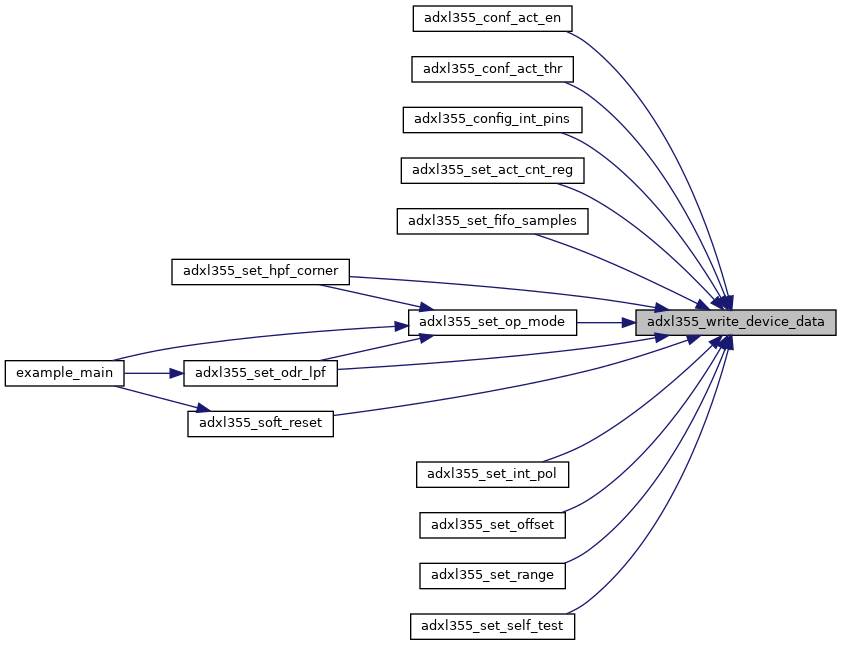 adxl355_conf_act_en
adxl355_conf_act_thr
adxl355_config_int_pins
adxl355_set_act_cnt_reg
adxl355_set_fifo_samples
adxl355_set_hpf_corner
adxl355_set_op_mode
adxl355_write_device_data
example_main
adxl355_set_odr_lpf
adxl355_soft_reset
adxl355_set_int_pol
adxl355_set_offset
adxl355_set_range
adxl355_set_self_test